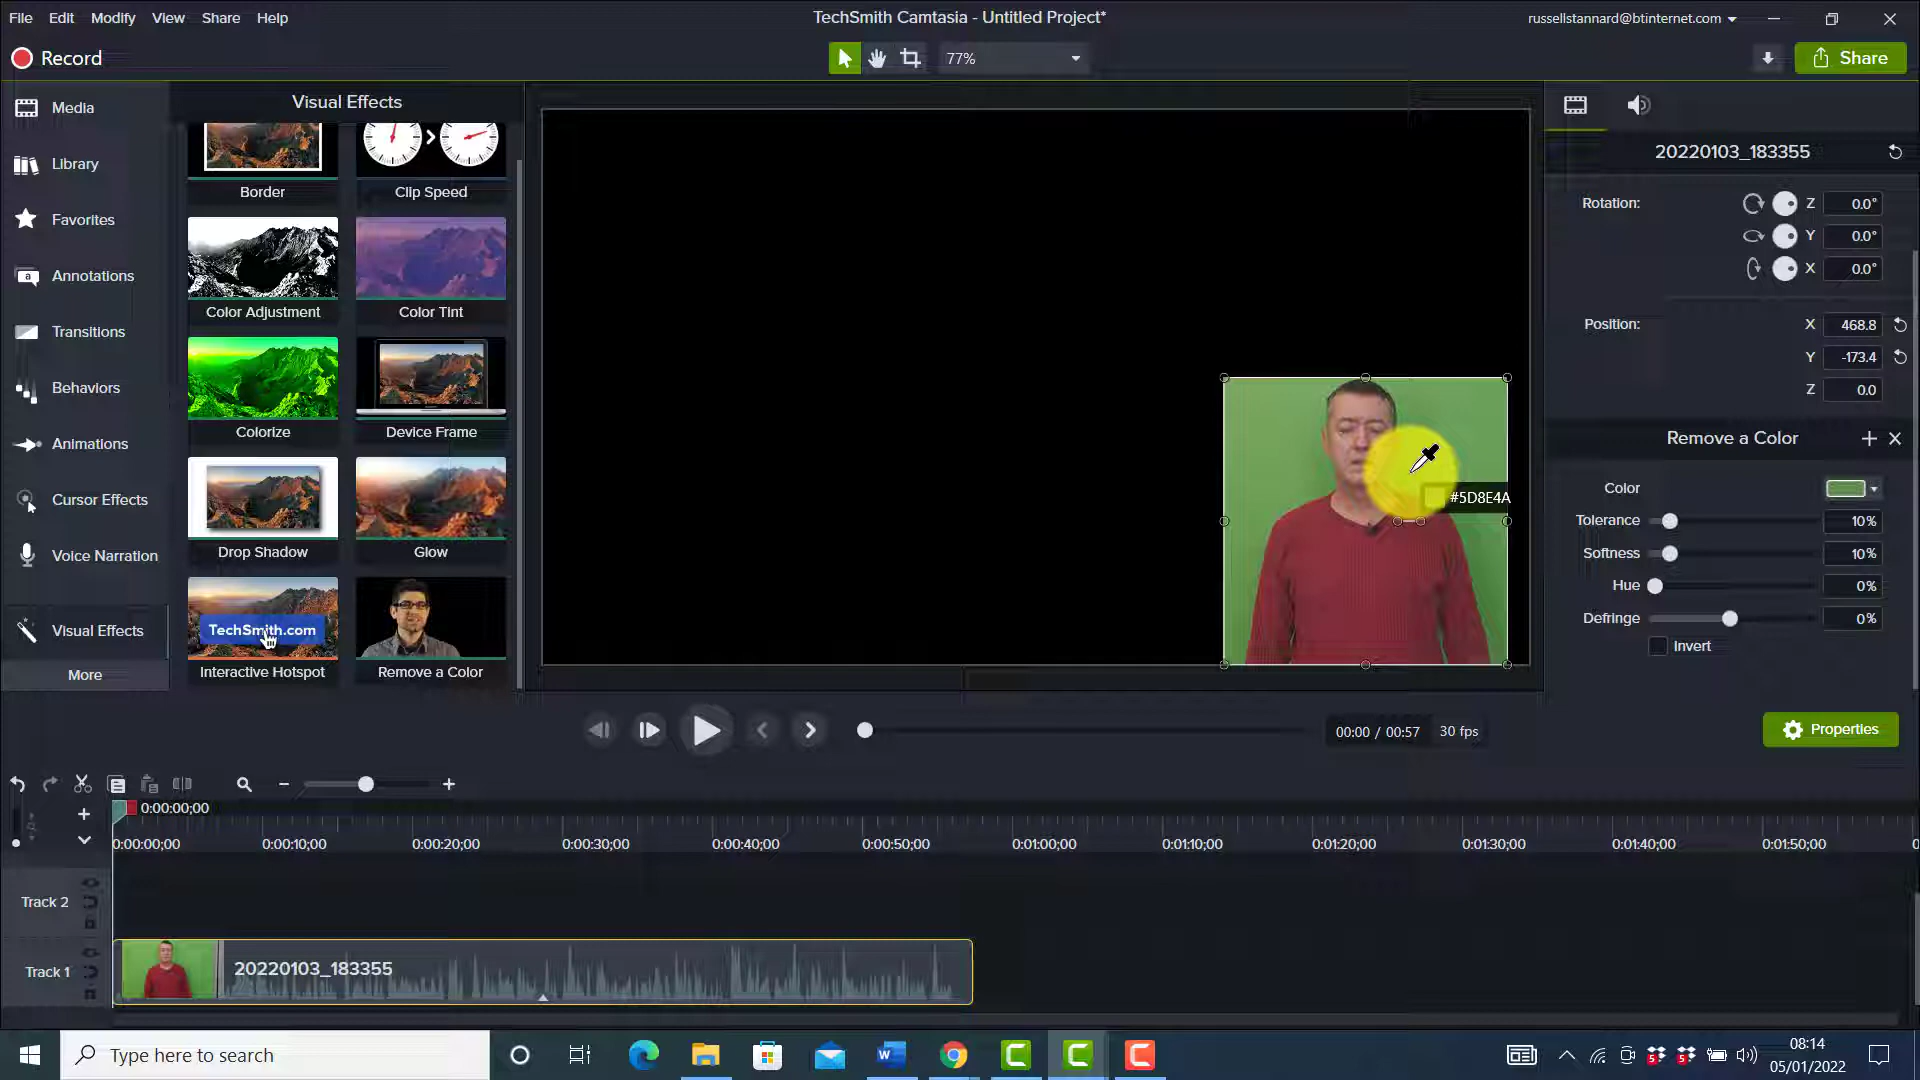 File Edit Modify View Share Help
TechSmith Camtasia - Untitled Project*
russellstannard@btinternet.com
Record
77%
Share
Media
Library
Favorites
Annotations
Transitions
Behaviors
Animations
Cursor Effects
Voice Narration
Visual Effects
More
Visual Effects
Border
Clip Speed
Color Adjustment
Color Tint
Colorize
Device Frame
Drop Shadow
Glow
TechSmith.com
Interactive Hotspot
Remove a Color
#5D8E4A
20220103_183355
Rotation:
Z 0.0°
Y 0.0°
X 0.0°
Position:
X 468.8
Y -173.4
Z 0.0
Remove a Color
Color
Tolerance 10%
Softness 10%
Hue 0%
Defringe 0%
Invert
00:00 / 00:57 30 fps
Properties
0:00:00;00
0:00:00;00 0:00:10;00 0:00:20;00 0:00:30;00 0:00:40;00 0:00:50;00 0:01:00;00 0:01:10;00 0:01:20;00 0:01:30;00 0:01:40;00 0:01:50;00
Track 2
Track 1
20220103_183355
Type here to search
08:14
05/01/2022